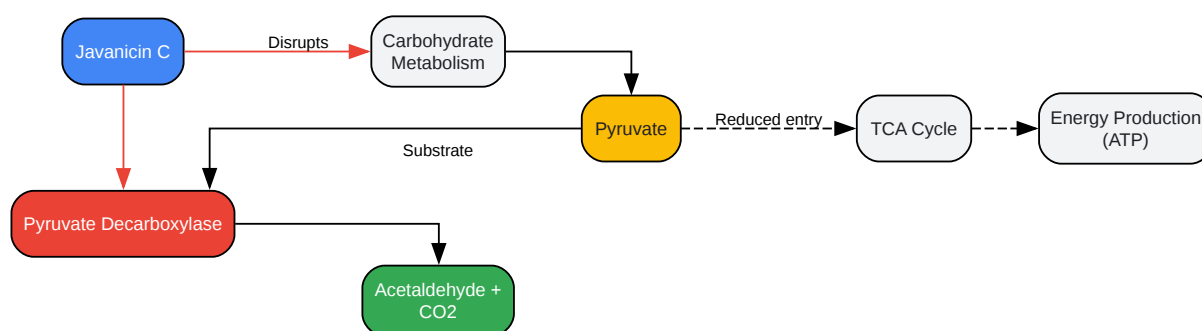 Javanicin C
Disrupts
Carbohydrate
Metabolism
Pyruvate
Reduced entry
TCA Cycle
Energy Production
(ATP)
Substrate
Pyruvate Decarboxylase
Acetaldehyde +
CO2